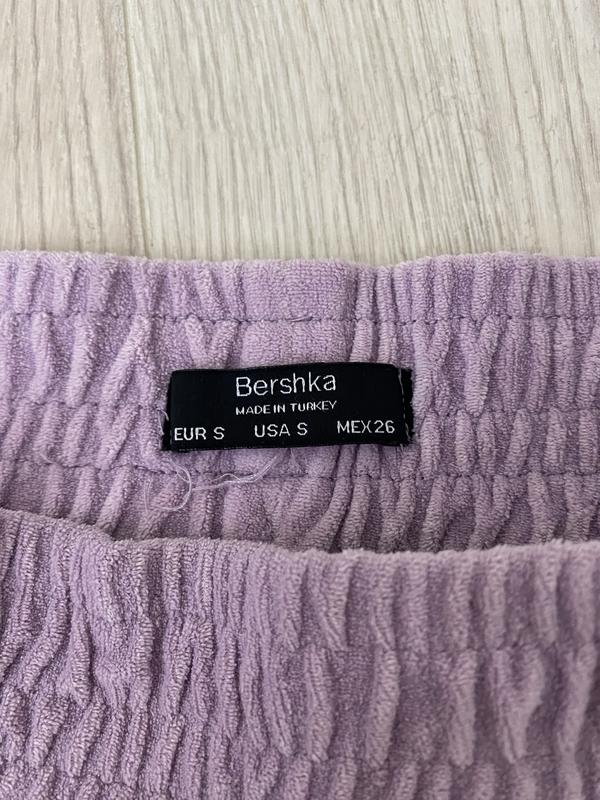 Bershka
MADE IN TURKEY
EUR S USA S MEX 26